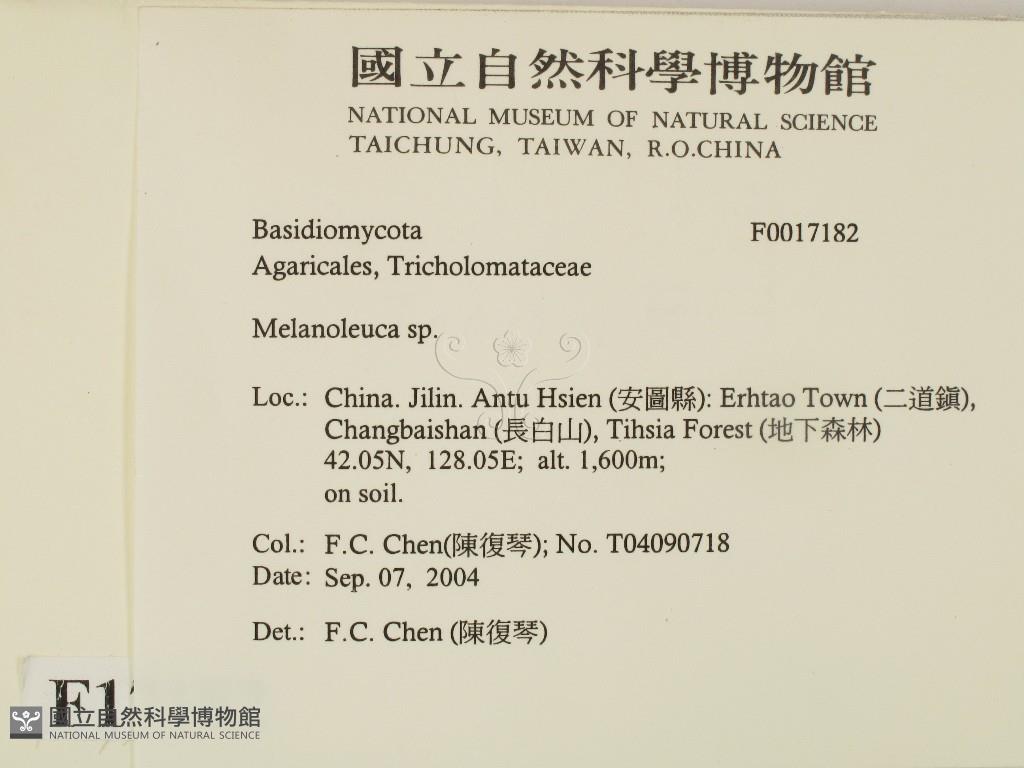 國立自然科學博物館
NATIONAL MUSEUM OF NATURAL SCIENCE
TAICHUNG, TAIWAN, R.O.CHINA
Basidiomycota F0017182
Agaricales, Tricholomataceae
Melanoleuca sp.
Loc.: China. Jilin. Antu Hsien (安圖縣): Erhtao Town (二道鎭),
Changbaishan (長白山), Tihsia Forest (地下森林)
42.05N, 128.05E; alt. 1,600m;
on soil.
Col.: F.C. Chen(陳復琴); No. T04090718
Date: Sep. 07, 2004
Det.: F.C. Chen (陳復琴)
國立自然科學博物館
NATIONAL MUSEUM OF NATURAL SCIENCE